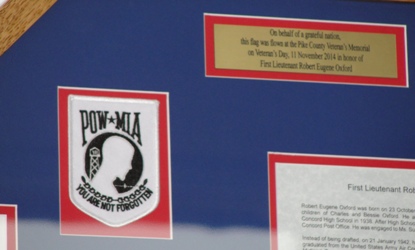 On behalf of a grateful nation,
this flag was flown at the Pike County Veteran's Memorial
on Veteran's Day, 11 November 2014 in honor of
First Lieutenant Robert Eugene Oxford
POW★MIA
YOU ARE NOT FORGOTTEN
First Lieutenant Ro
Robert Eugene Oxford was born on 23 October
children of Charles and Bessie Oxford. He a
Concord High School in 1936. After High School
Concord Post Office. He was engaged to Ms.
Instead of being drafted, on 21 January 1942
graduated from the United States Army Air